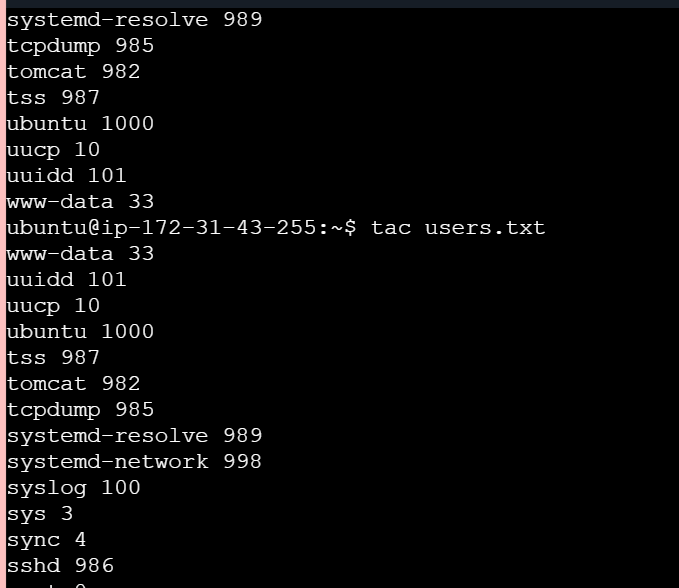 systemd-resolve 989
tcpdump 985
tomcat 982
tss 987
ubuntu 1000
uucp 10
uuidd 101
www-data 33
ubuntu@ip-172-31-43-255:~$ tac users.txt
www-data 33
uuidd 101
uucp 10
ubuntu 1000
tss 987
tomcat 982
tcpdump 985
systemd-resolve 989
systemd-network 998
syslog 100
sys 3
sync 4
sshd 986